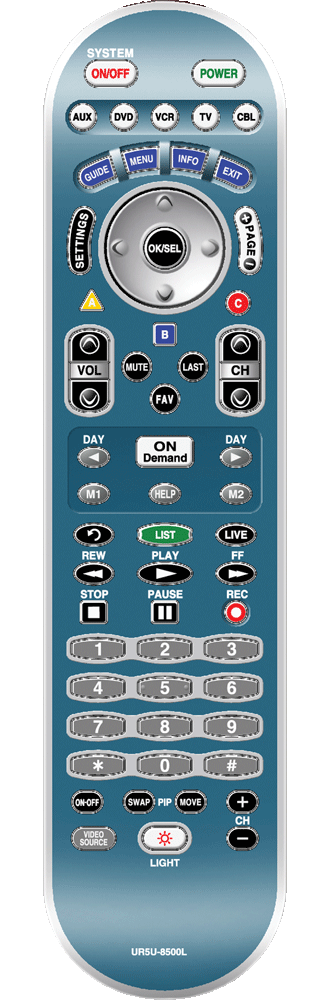 SYSTEM
ON/OFF POWER
AUX DVD VCR TV CBL
GUIDE MENU INFO EXIT
SETTINGS OK/SEL + PAGE -
A C
B
VOL MUTE LAST CH
FAV
DAY ON Demand DAY
M1 HELP M2
LIST LIVE
REW PLAY FF
STOP PAUSE REC
1 2 3
4 5 6
7 8 9
* 0 #
ON-OFF SWAP PIP MOVE +
CH
VIDEO SOURCE -
LIGHT
UR5U-8500L